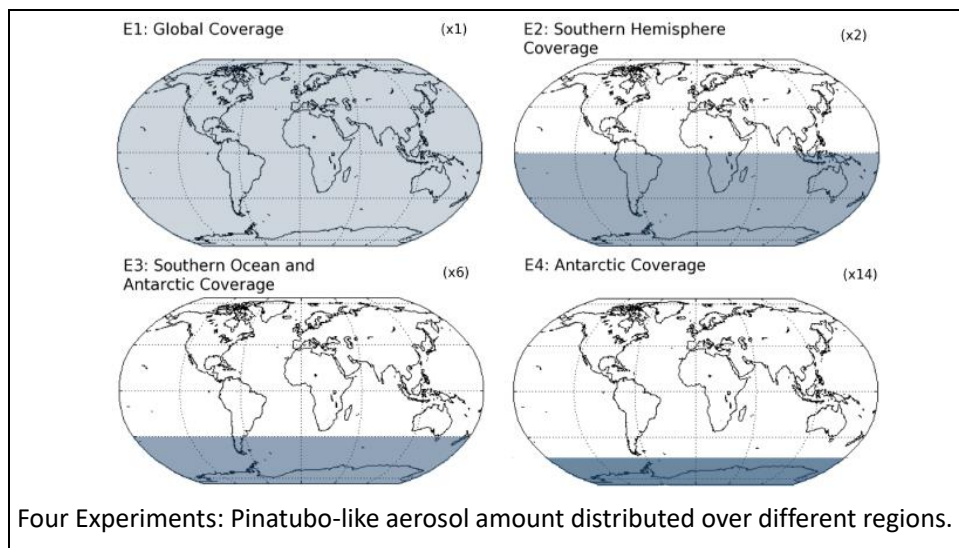 E1: Global Coverage
(x1)
E2: Southern Hemisphere
Coverage
(x2)
E3: Southern Ocean and
Antarctic Coverage
(x6)
E4: Antarctic Coverage
(x14)
Four Experiments: Pinatubo-like aerosol amount distributed over different regions.